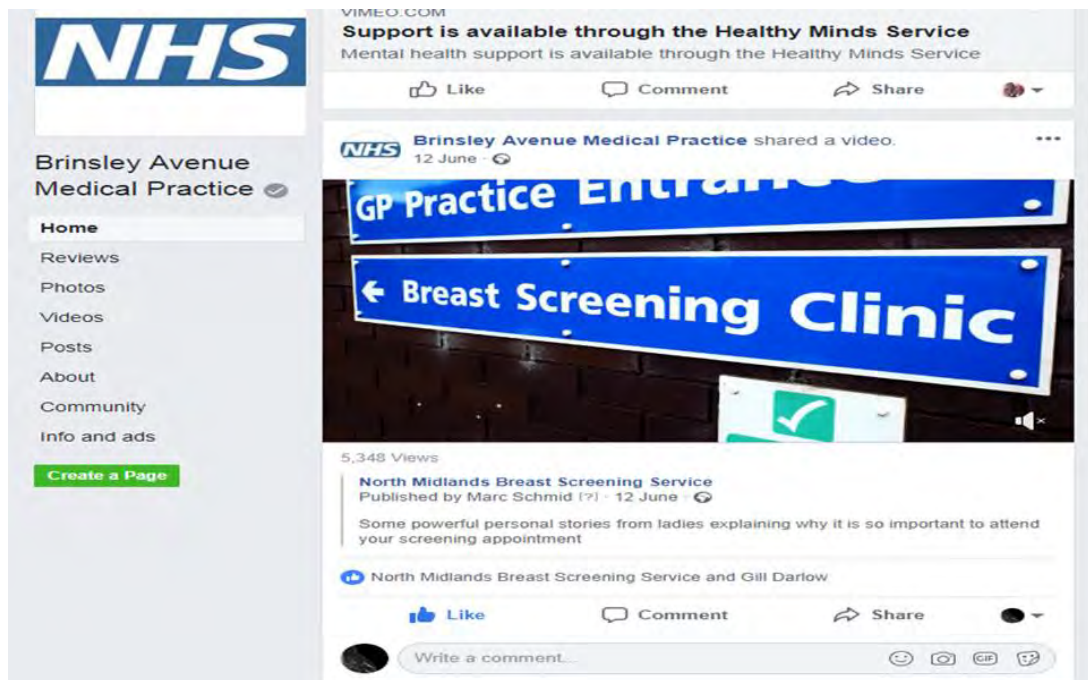 NHS
Brinsley Avenue
Medical Practice
Home
Reviews
Photos
Videos
Posts
About
Community
Info and ads
Create a Page
VIMEO.COM
Support is available through the Healthy Minds Service
Mental health support is available through the Healthy Minds Service
Like Comment Share
NHS
Brinsley Avenue Medical Practice shared a video.
12 June ·
GP Practice Entrance
← Breast Screening Clinic
5,348 Views
North Midlands Breast Screening Service
Published by Marc Schmid [?] · 12 June ·
Some powerful personal stories from ladies explaining why it is so important to attend
your screening appointment
North Midlands Breast Screening Service and Gill Darlow
Like Comment Share
Write a comment...
GIF